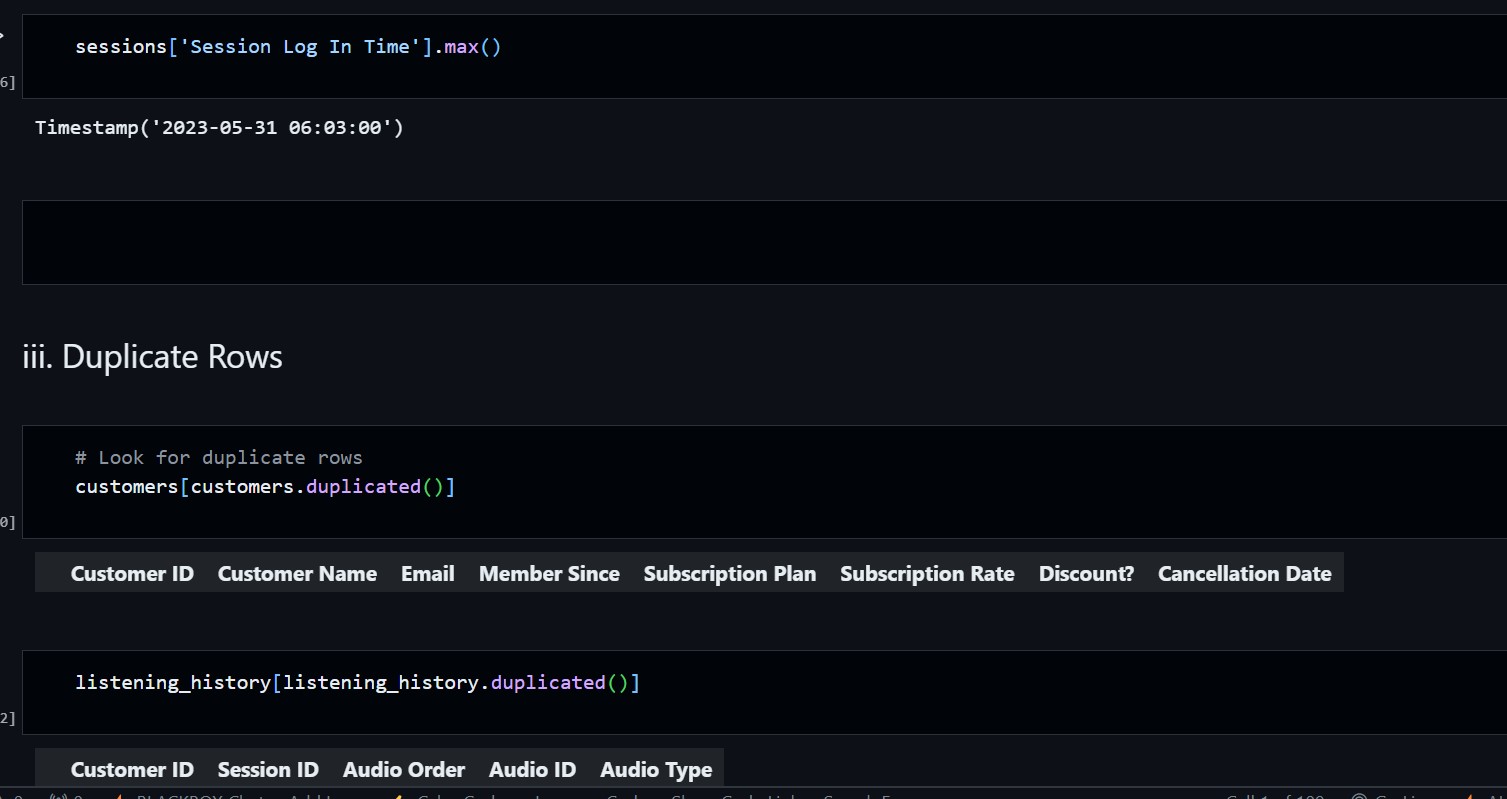 sessions['Session Log In Time'].max()
6]
Timestamp('2023-05-31 06:03:00')
iii. Duplicate Rows
# Look for duplicate rows
customers[customers.duplicated()]
0]
Customer ID Customer Name Email Member Since Subscription Plan Subscription Rate Discount? Cancellation Date
listening_history[listening_history.duplicated()]
2]
Customer ID Session ID Audio Order Audio ID Audio Type